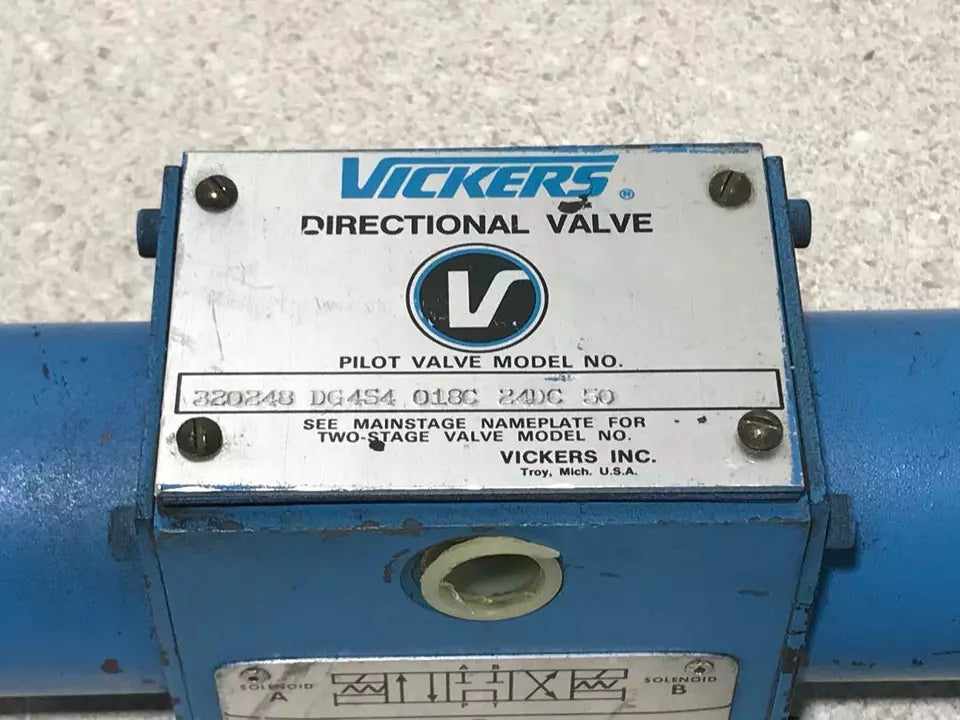 VICKERS ®
DIRECTIONAL VALVE
V
PILOT VALVE MODEL NO.
320248 DG4S4 018C 24DC 50
SEE MAINSTAGE NAMEPLATE FOR
TWO-STAGE VALVE MODEL NO.
VICKERS INC.
Troy, Mich. U.S.A.
A B
SOLENOID SOLENOID
A B
P T